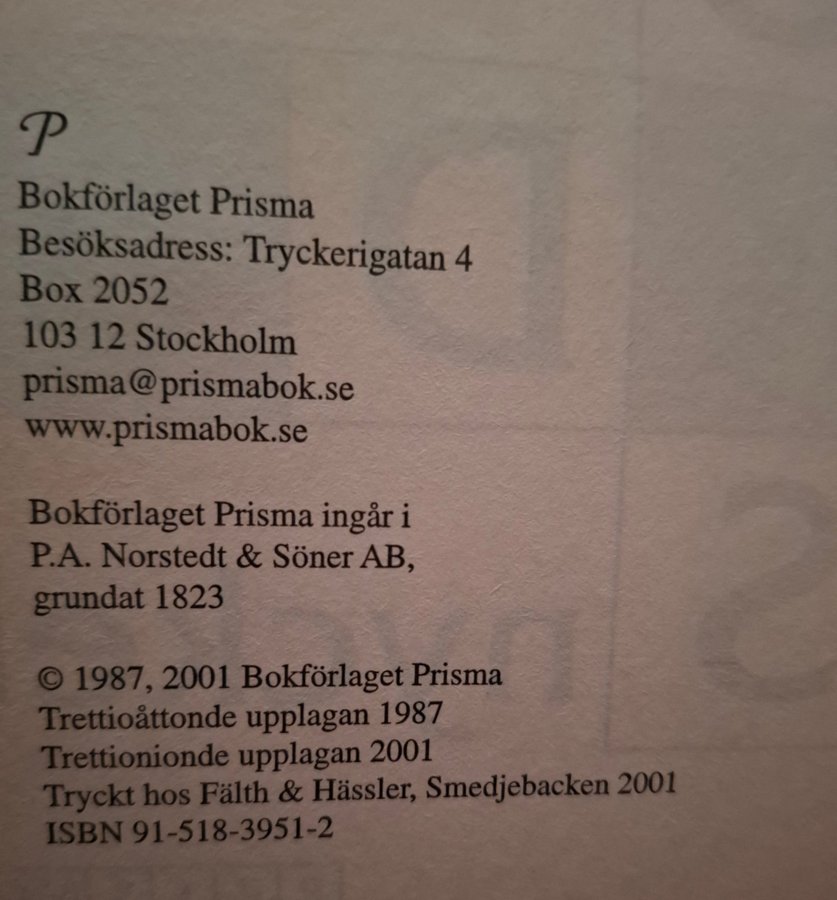 P
Bokförlaget Prisma
Besöksadress: Tryckerigatan 4
Box 2052
103 12 Stockholm
prisma@prismabok.se
www.prismabok.se
Bokförlaget Prisma ingår i
P.A. Norstedt & Söner AB,
grundat 1823
© 1987, 2001 Bokförlaget Prisma
Trettioåttonde upplagan 1987
Trettionionde upplagan 2001
Tryckt hos Fälth & Hässler, Smedjebacken 2001
ISBN 91-518-3951-2